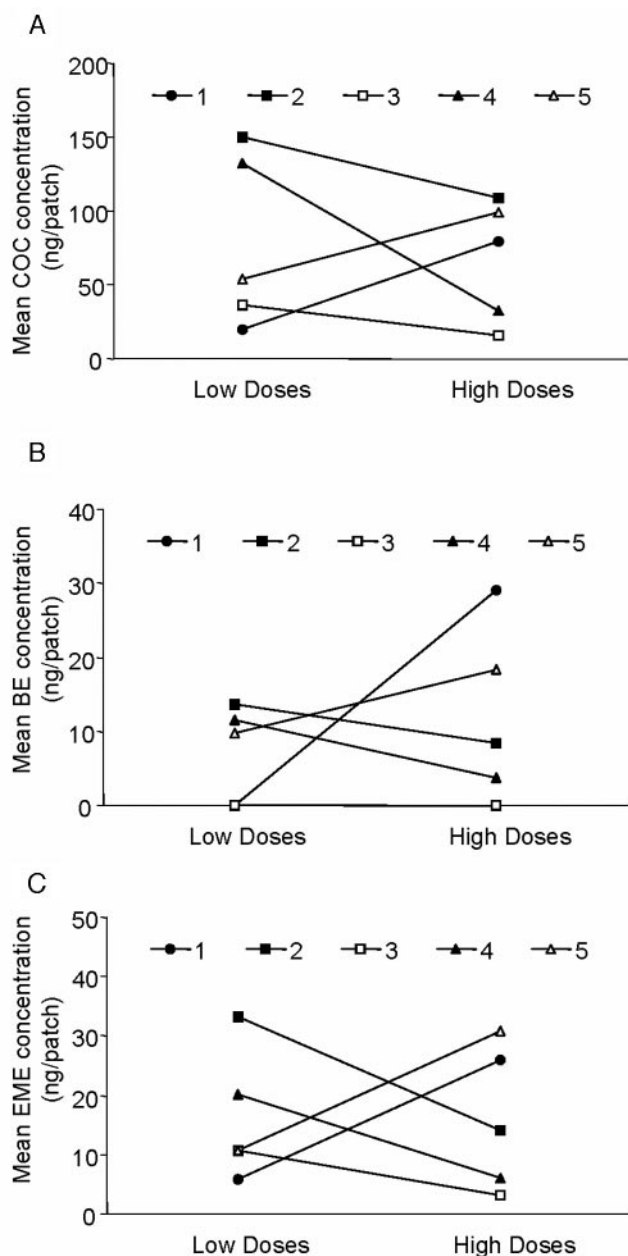 A
200
150
100
50
0
Mean COC concentration
(ng/patch)
1 2 3 4 5
Low Doses High Doses
B
40
30
20
10
0
Mean BE concentration
(ng/patch)
1 2 3 4 5
Low Doses High Doses
C
50
40
30
20
10
0
Mean EME concentration
(ng/patch)
1 2 3 4 5
Low Doses High Doses